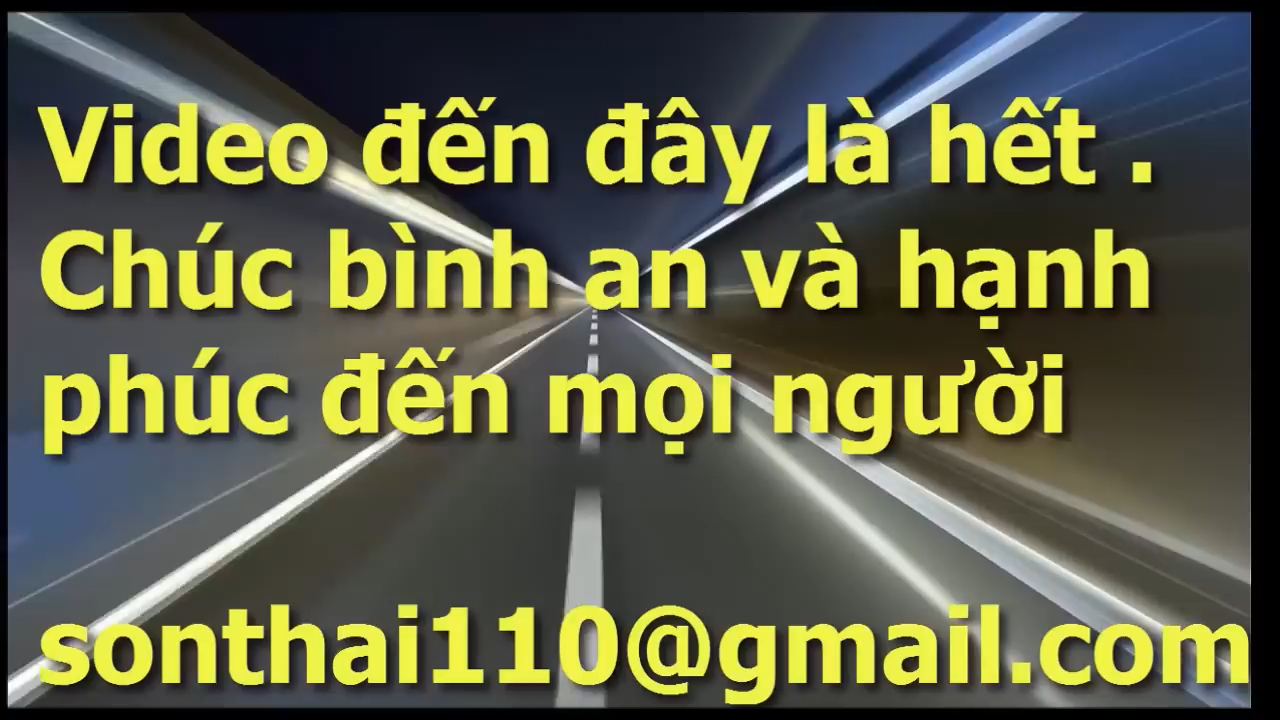 Video đến đây là hết .
Chúc bình an và hạnh
phúc đến mọi người
sonthai110@gmail.com